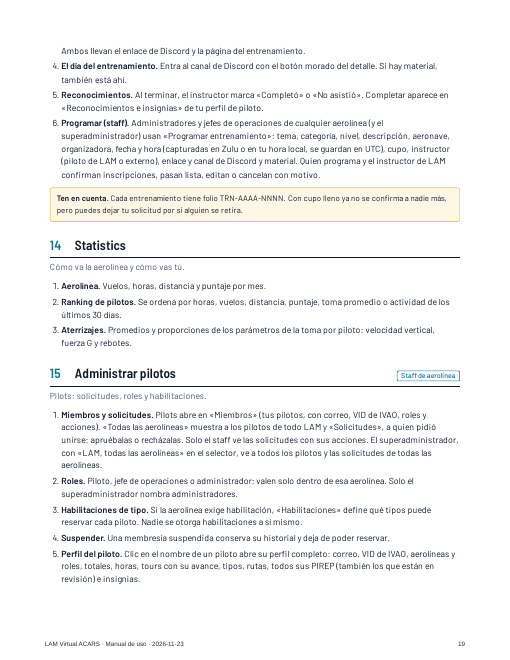 Ambos llevan el enlace de Discord y la página del entrenamiento.
4. El día del entrenamiento. Entra al canal de Discord con el botón morado del detalle. Si hay material,
también está ahí.
5. Reconocimientos. Al terminar, el instructor marca «Completó» o «No asistió». Completar aparece en
«Reconocimientos e insignias» de tu perfil de piloto.
6. Programar (staff). Administradores y jefes de operaciones de cualquier aerolínea (y el
superadministrador) usan «Programar entrenamiento»: tema, categoría, nivel, descripción, aeronave,
organizadora, fecha y hora (capturadas en Zulu o en tu hora local, se guardan en UTC), cupo, instructor
(piloto de LAM o externo), enlace y canal de Discord y material. Quien programa y el instructor de LAM
confirman inscripciones, pasan lista, editan o cancelan con motivo.
Ten en cuenta. Cada entrenamiento tiene folio TRN-AAAA-NNNN. Con cupo lleno ya no se confirma a nadie más,
pero puedes dejar tu solicitud por si alguien se retira.
14 Statistics
Cómo va la aerolínea y cómo vas tú.
1. Aerolínea. Vuelos, horas, distancia y puntaje por mes.
2. Ranking de pilotos. Se ordena por horas, vuelos, distancia, puntaje, toma promedio o actividad de los
últimos 30 días.
3. Aterrizajes. Promedios y proporciones de los parámetros de la toma por piloto: velocidad vertical,
fuerza G y rebotes.
15 Administrar pilotos Staff de aerolínea
Pilots: solicitudes, roles y habilitaciones.
1. Miembros y solicitudes. Pilots abre en «Miembros» (tus pilotos, con correo, VID de IVAO, roles y
acciones). «Todas las aerolíneas» muestra a los pilotos de todo LAM y «Solicitudes», a quien pidió
unirse: apruébalas o recházalas. Solo el staff ve las solicitudes con sus acciones. El superadministrador,
con «LAM, todas las aerolíneas» en el selector, ve a todos los pilotos y las solicitudes de todas las
aerolíneas.
2. Roles. Piloto, jefe de operaciones o administrador; valen solo dentro de esa aerolínea. Solo el
superadministrador nombra administradores.
3. Habilitaciones de tipo. Si la aerolínea exige habilitación, «Habilitaciones» define qué tipos puede
reservar cada piloto. Nadie se otorga habilitaciones a sí mismo.
4. Suspender. Una membresía suspendida conserva su historial y deja de poder reservar.
5. Perfil del piloto. Clic en el nombre de un piloto abre su perfil completo: correo, VID de IVAO, aerolíneas y
roles, totales, horas, tours con su avance, tipos, rutas, todos sus PIREP (también los que están en
revisión) e insignias.
LAM Virtual ACARS · Manual de uso · 2026-11-23 19